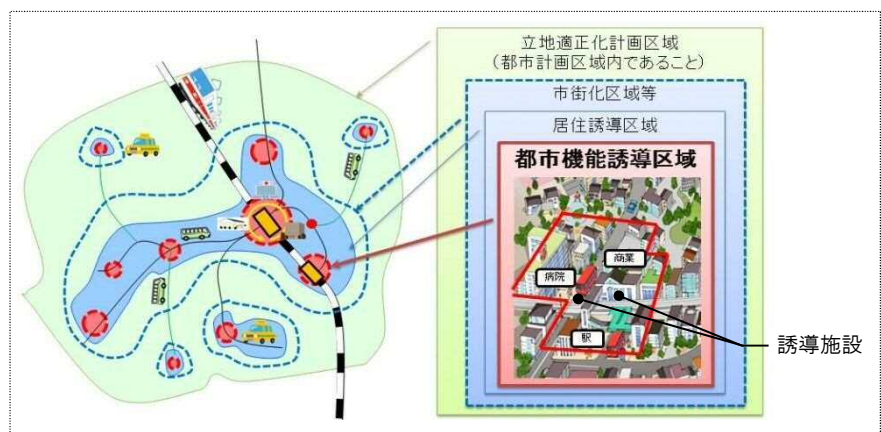 立地適正化計画区域
(都市計画区域内であること)
市街化区域等
居住誘導区域
都市機能誘導区域
商業
病院
駅
誘導施設